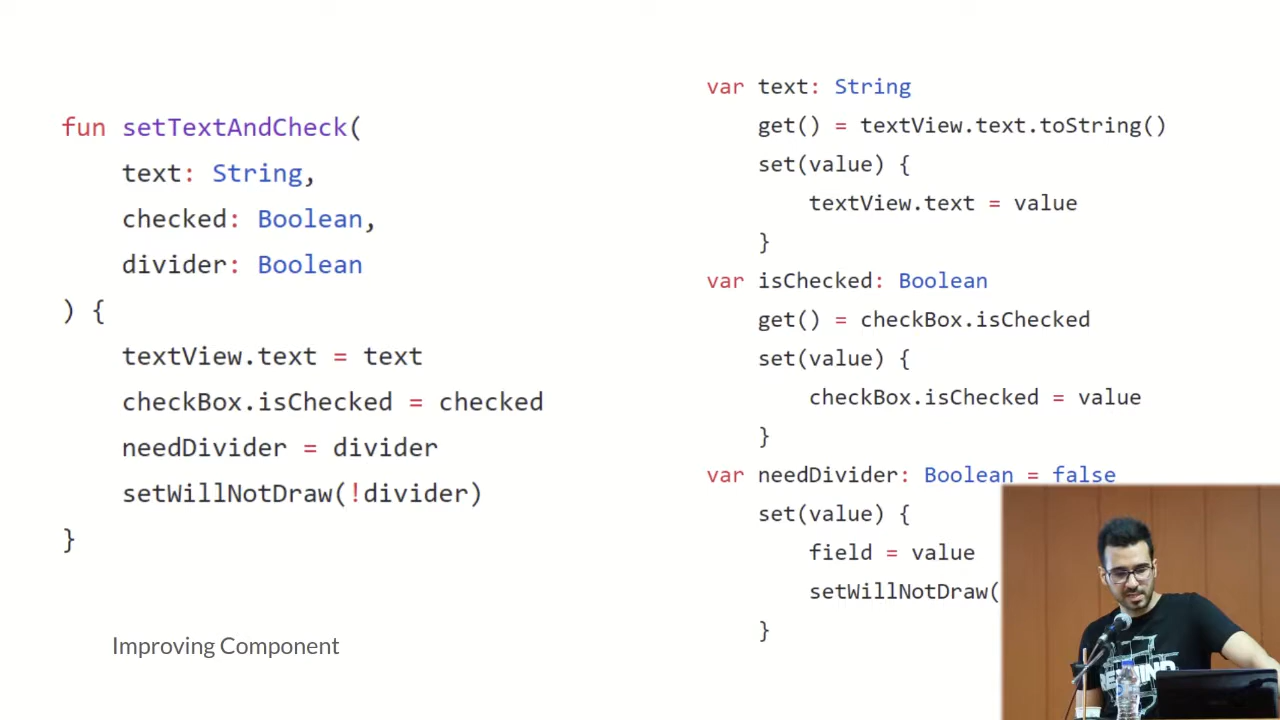 fun setTextAndCheck(
text: String,
checked: Boolean,
divider: Boolean
) {
textView.text = text
checkBox.isChecked = checked
needDivider = divider
setWillNotDraw(!divider)
}
Improving Component
var text: String
get() = textView.text.toString()
set(value) {
textView.text = value
}
var isChecked: Boolean
get() = checkBox.isChecked
set(value) {
checkBox.isChecked = value
}
var needDivider: Boolean = false
set(value) {
field = value
setWillNotDraw(
}